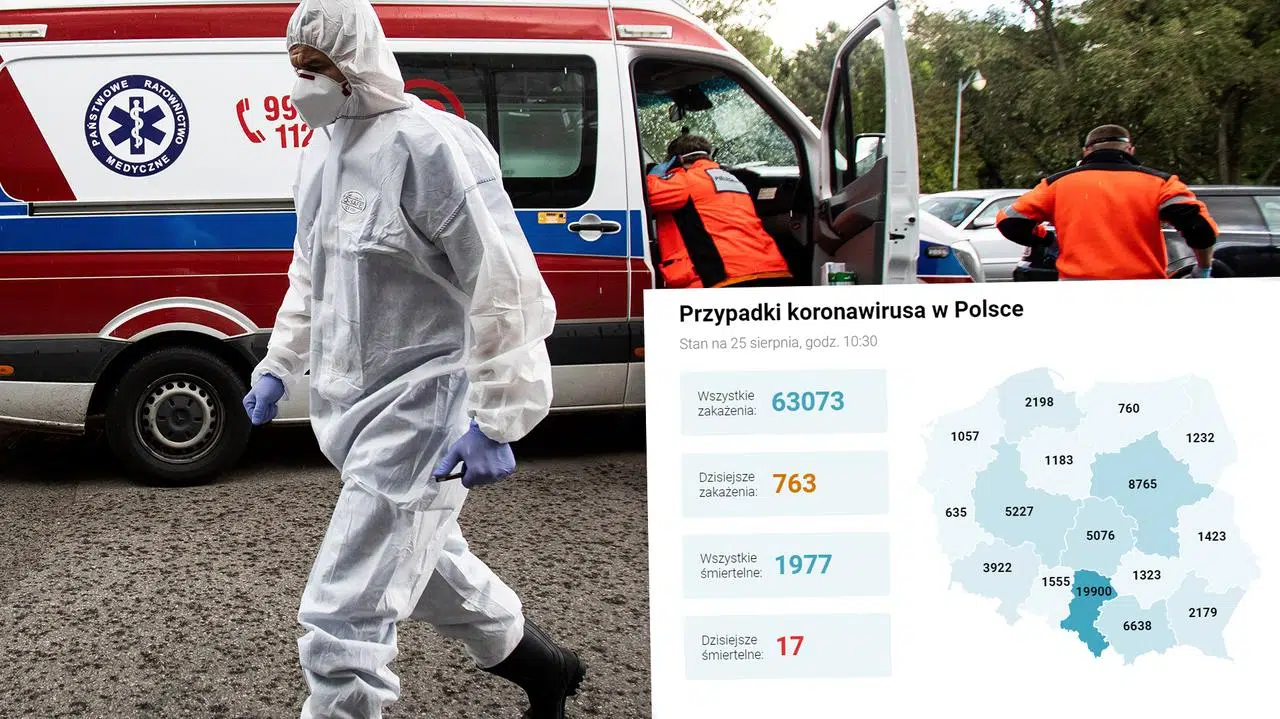 PAŃSTWOWE RATOWNICTWO
MEDYCZNE
99
112
Przypadki koronawirusa w Polsce
Stan na 25 sierpnia, godz. 10:30
Wszystkie
zakażenia:
63073
Dzisiejsze
zakażenia:
763
Wszystkie
śmiertelne:
1977
Dzisiejsze
śmiertelne:
17
2198
760
1057
1232
1183
8765
635
5227
5076
1423
3922
1555
1323
19900
6638
2179